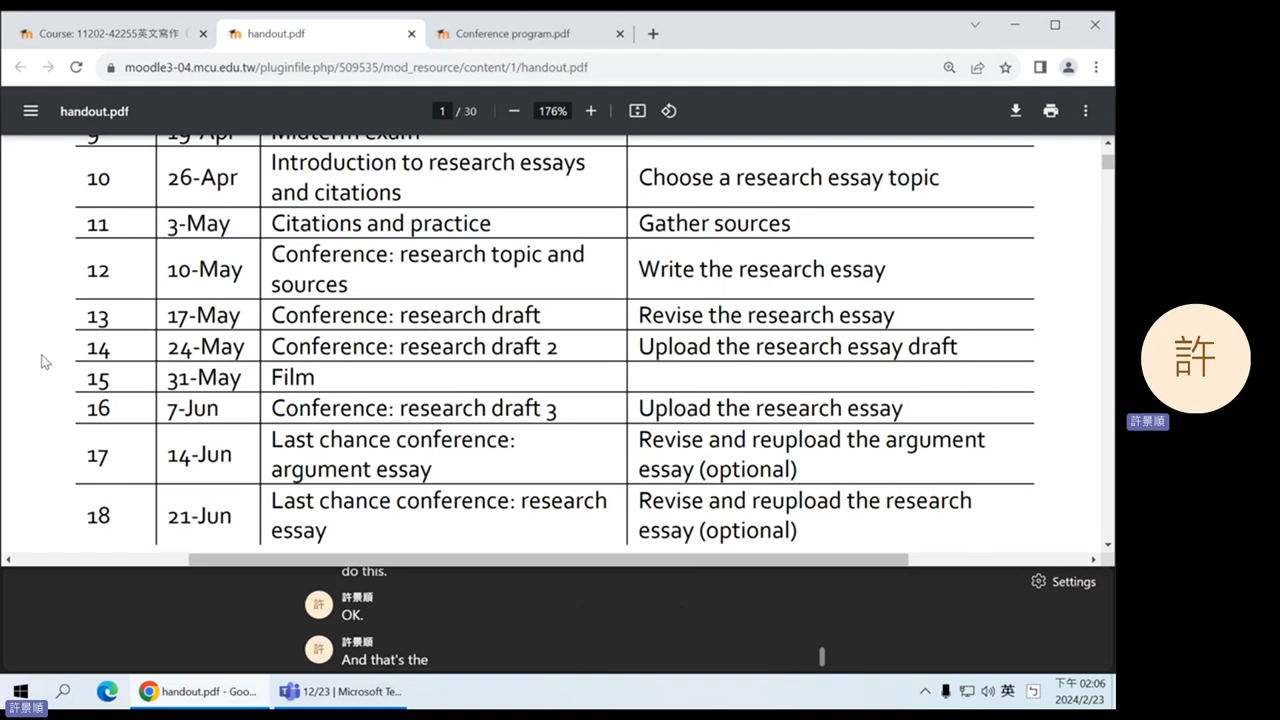 Course: 11202-42255英文寫作（
handout.pdf
Conference program.pdf
moodle3-04.mcu.edu.tw/pluginfile.php/509535/mod_resource/content/1/handout.pdf
handout.pdf
1 / 30
176%
9 19-Apr Midterm exam
10 26-Apr Introduction to research essays and citations Choose a research essay topic
11 3-May Citations and practice Gather sources
12 10-May Conference: research topic and sources Write the research essay
13 17-May Conference: research draft Revise the research essay
14 24-May Conference: research draft 2 Upload the research essay draft
15 31-May Film
16 7-Jun Conference: research draft 3 Upload the research essay
17 14-Jun Last chance conference: argument essay Revise and reupload the argument essay (optional)
18 21-Jun Last chance conference: research essay Revise and reupload the research essay (optional)
許
許景順
do this.
Settings
許
許景順
OK.
許
許景順
And that's the
handout.pdf - Goo...
12/23 | Microsoft Te...
英
ㄅ
下午 02:06
2024/2/23
許景順